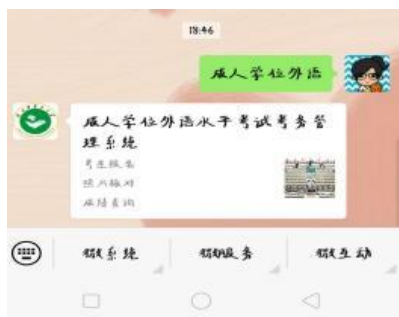 18:46
成人学位外语
成人学位外语水平考试考务管
理系统
考生报名
照片核对
成绩查询
微系统
微服务
微互动